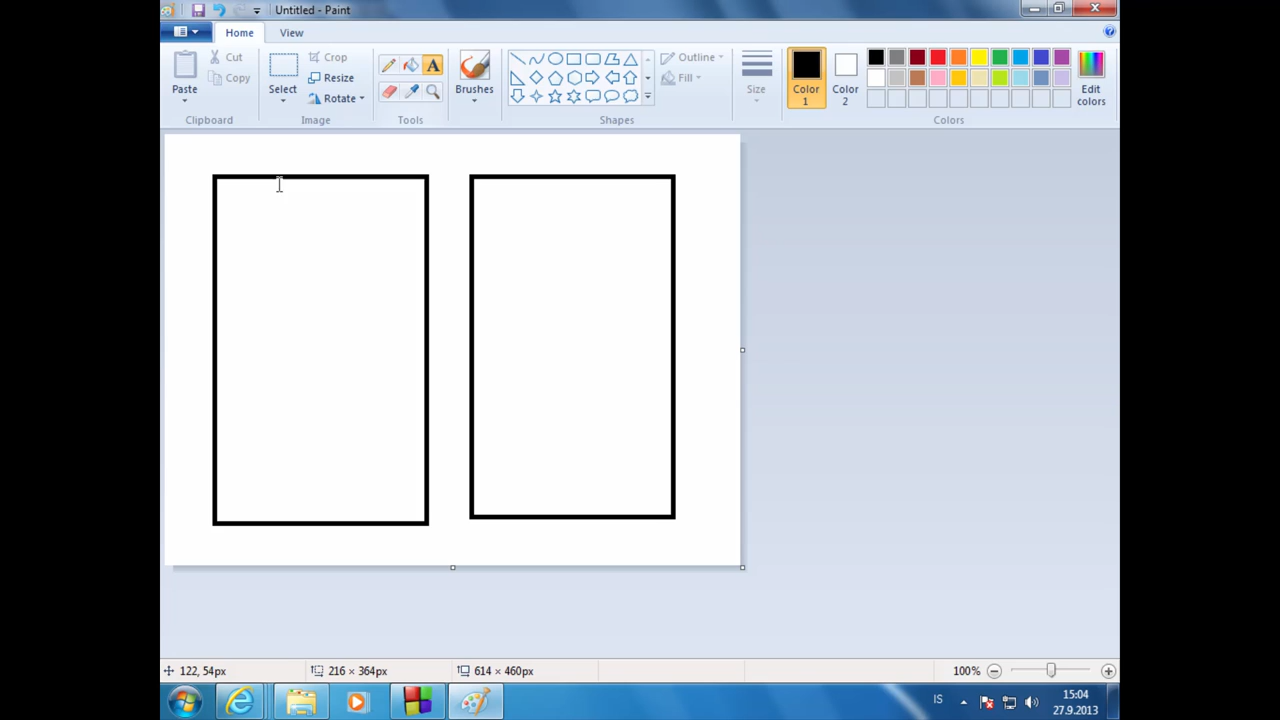 Untitled - Paint
Home View
Paste
Cut
Copy
Clipboard
Select
Crop
Resize
Rotate
Image
A
Tools
Brushes
Outline
Fill
Shapes
Size
Color 1
Color 2
Edit colors
Colors
122, 54px
216 × 364px
614 × 460px
100%
IS
15:04
27.9.2013